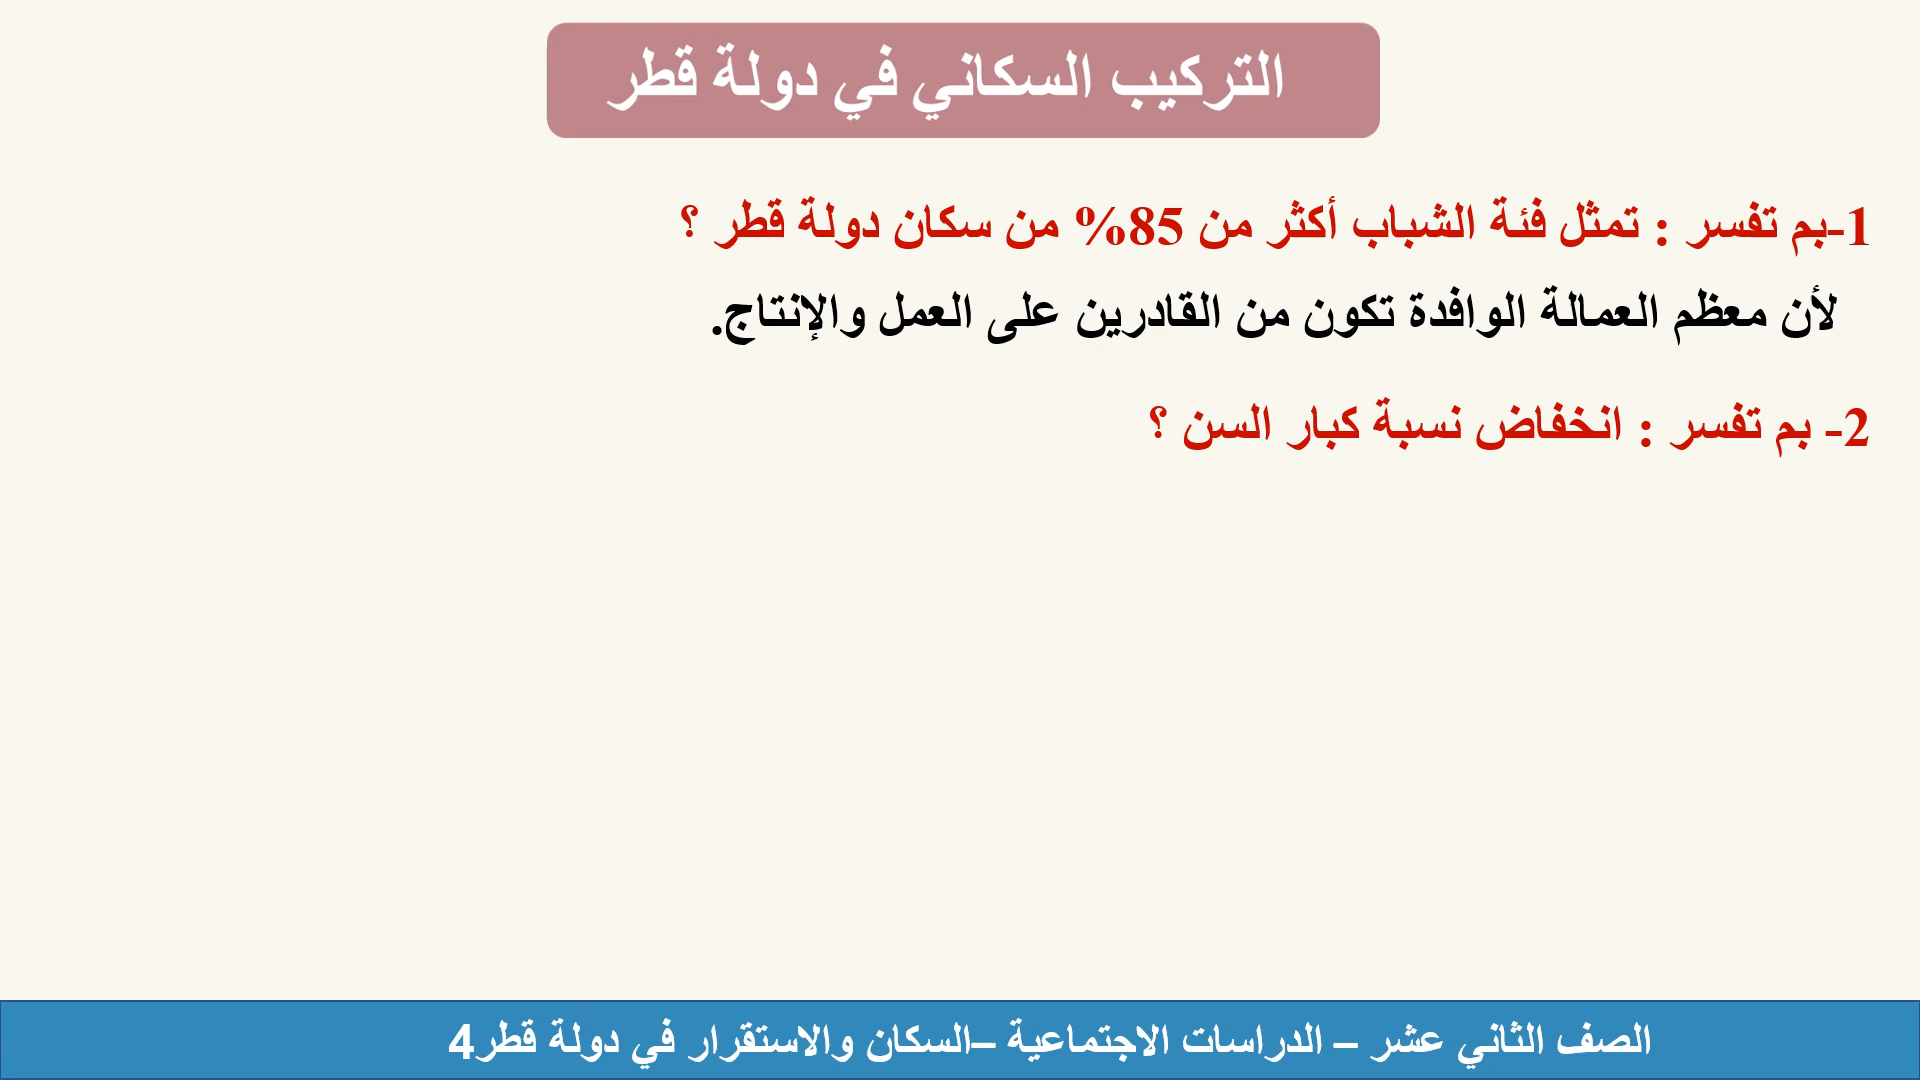 التركيب السكاني في دولة قطر
1-بم تفسر : تمثل فئة الشباب أكثر من 85% من سكان دولة قطر ؟
لأن معظم العمالة الوافدة تكون من القادرين على العمل والإنتاج.
2- بم تفسر : انخفاض نسبة كبار السن ؟
الصف الثاني عشر – الدراسات الاجتماعية –السكان والاستقرار في دولة قطر4